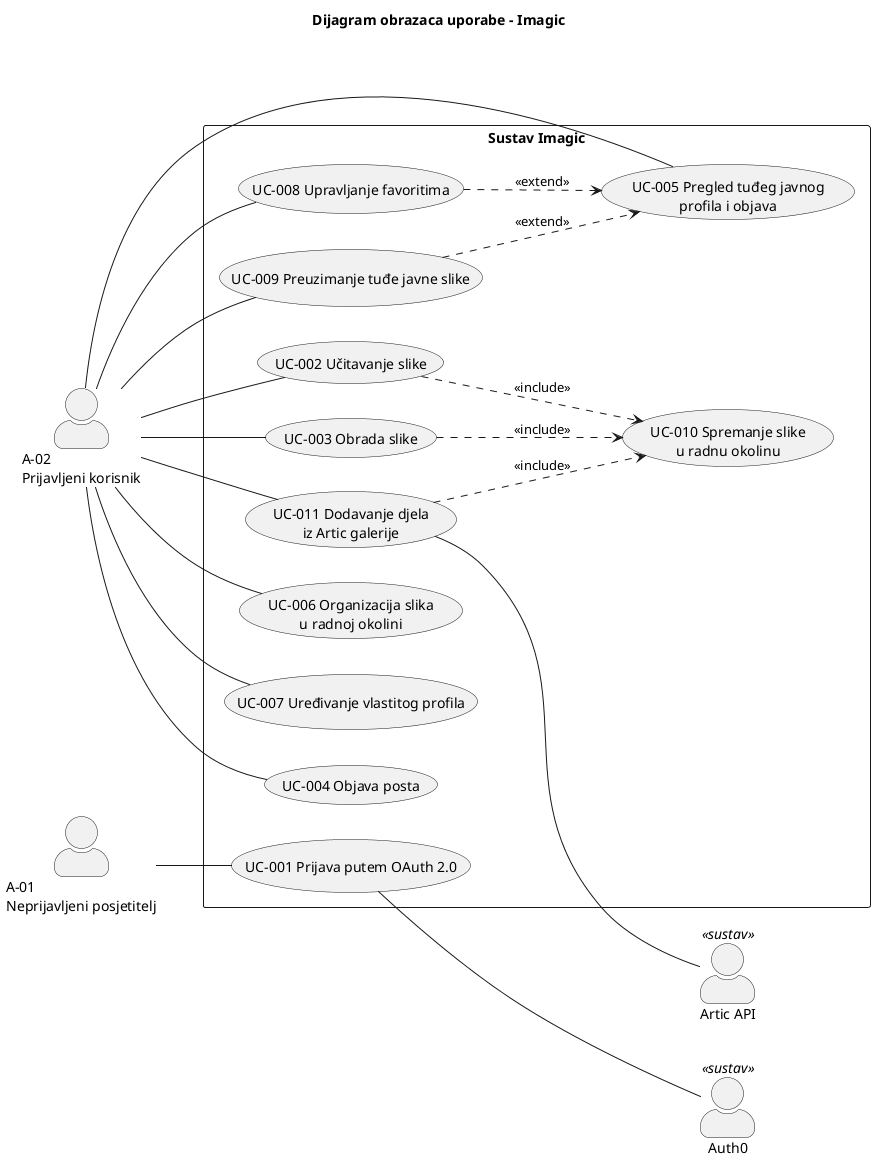 Dijagram obrazaca uporabe - Imagic
Sustav Imagic
UC-008 Upravljanje favoritima
«extend»
UC-005 Pregled tuđeg javnog
profila i objava
«extend»
UC-009 Preuzimanje tuđe javne slike
UC-002 Učitavanje slike
«include»
A-02
Prijavljeni korisnik
UC-003 Obrada slike
«include»
UC-010 Spremanje slike
u radnu okolinu
«include»
UC-011 Dodavanje djela
iz Artic galerije
UC-006 Organizacija slika
u radnoj okolini
UC-007 Uređivanje vlastitog profila
UC-004 Objava posta
A-01
Neprijavljeni posjetitelj
UC-001 Prijava putem OAuth 2.0
«sustav»
Artic API
«sustav»
Auth0